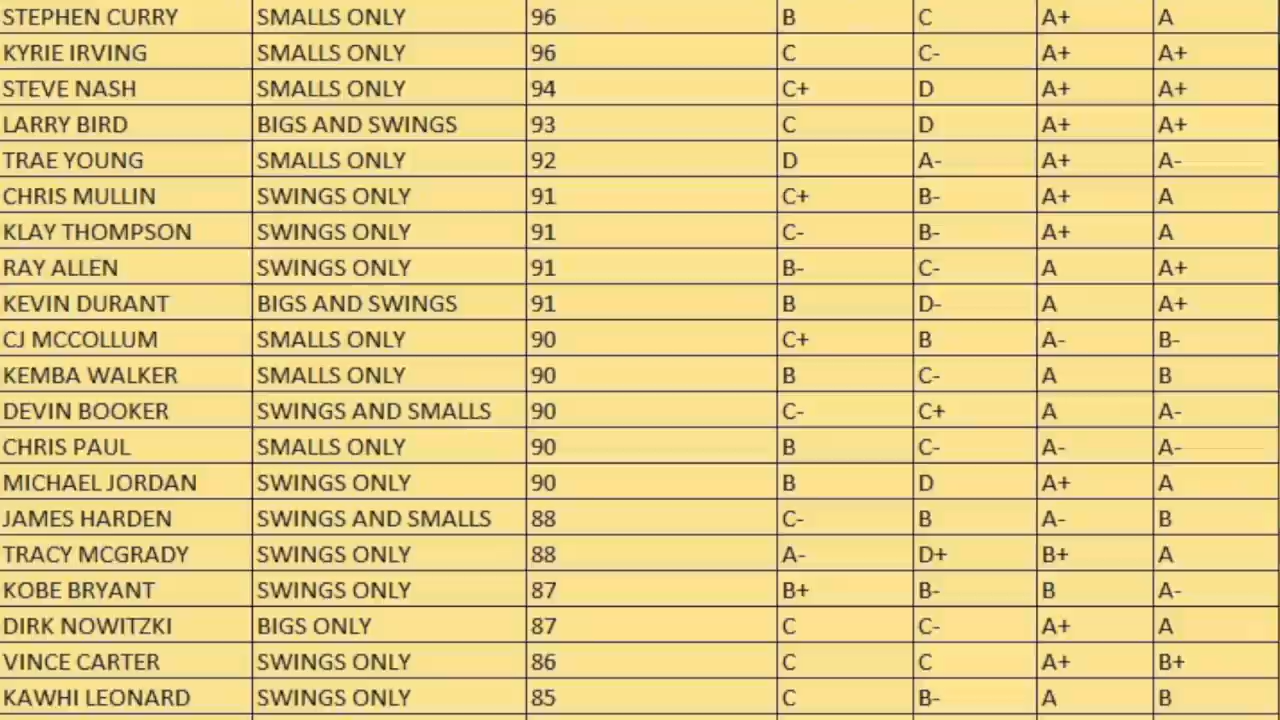 STEPHEN CURRY SMALLS ONLY 96 B C A+ A
KYRIE IRVING SMALLS ONLY 96 C C- A+ A+
STEVE NASH SMALLS ONLY 94 C+ D A+ A+
LARRY BIRD BIGS AND SWINGS 93 C D A+ A+
TRAE YOUNG SMALLS ONLY 92 D A- A+ A-
CHRIS MULLIN SWINGS ONLY 91 C+ B- A+ A
KLAY THOMPSON SWINGS ONLY 91 C- B- A+ A
RAY ALLEN SWINGS ONLY 91 B- C- A A+
KEVIN DURANT BIGS AND SWINGS 91 B D- A A+
CJ MCCOLLUM SMALLS ONLY 90 C+ B A- B-
KEMBA WALKER SMALLS ONLY 90 B C- A B
DEVIN BOOKER SWINGS AND SMALLS 90 C- C+ A A-
CHRIS PAUL SMALLS ONLY 90 B C- A- A-
MICHAEL JORDAN SWINGS ONLY 90 B D A+ A
JAMES HARDEN SWINGS AND SMALLS 88 C- B A- B
TRACY MCGRADY SWINGS ONLY 88 A- D+ B+ A
KOBE BRYANT SWINGS ONLY 87 B+ B- B A-
DIRK NOWITZKI BIGS ONLY 87 C C- A+ A
VINCE CARTER SWINGS ONLY 86 C C A+ B+
KAWHI LEONARD SWINGS ONLY 85 C B- A B